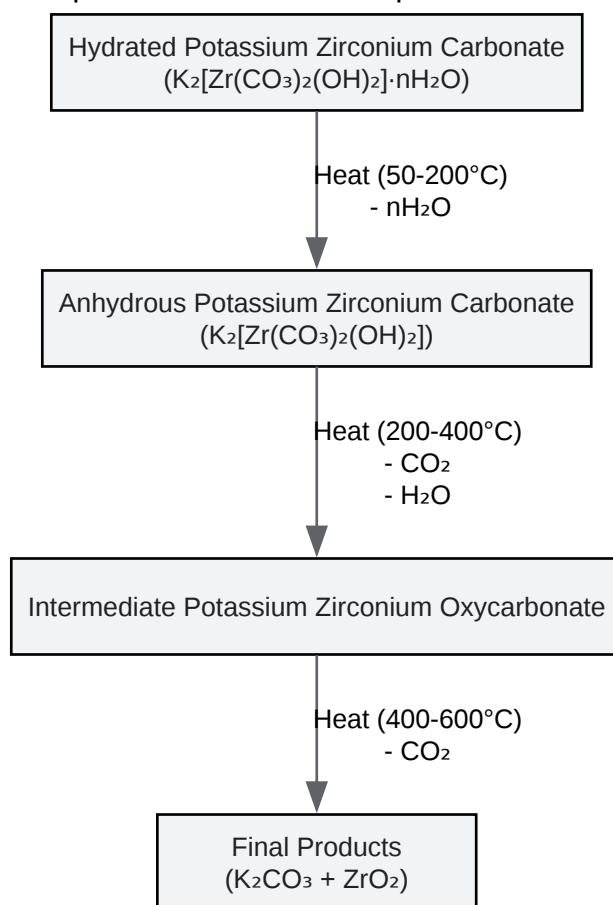 Hydrated Potassium Zirconium Carbonate
(K₂[Zr(CO₃)₂(OH)₂]·nH₂O)
Heat (50-200°C)
- nH₂O
Anhydrous Potassium Zirconium Carbonate
(K₂[Zr(CO₃)₂(OH)₂])
Heat (200-400°C)
- CO₂
- H₂O
Intermediate Potassium Zirconium Oxycarbonate
Heat (400-600°C)
- CO₂
Final Products
(K₂CO₃ + ZrO₂)